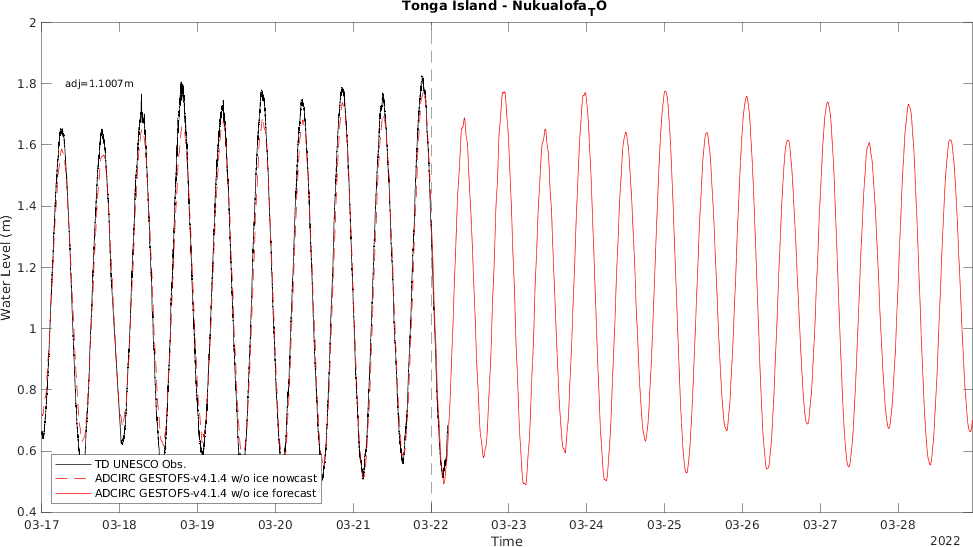 Tonga Island - NukualofaTO
adj=1.1007m
Water Level (m)
2
1.8
1.6
1.4
1.2
1
0.8
0.6
0.4
TD UNESCO Obs.
ADCIRC GESTOFS-v4.1.4 w/o ice nowcast
ADCIRC GESTOFS-v4.1.4 w/o ice forecast
03-17 03-18 03-19 03-20 03-21 03-22 03-23 03-24 03-25 03-26 03-27 03-28
Time
2022